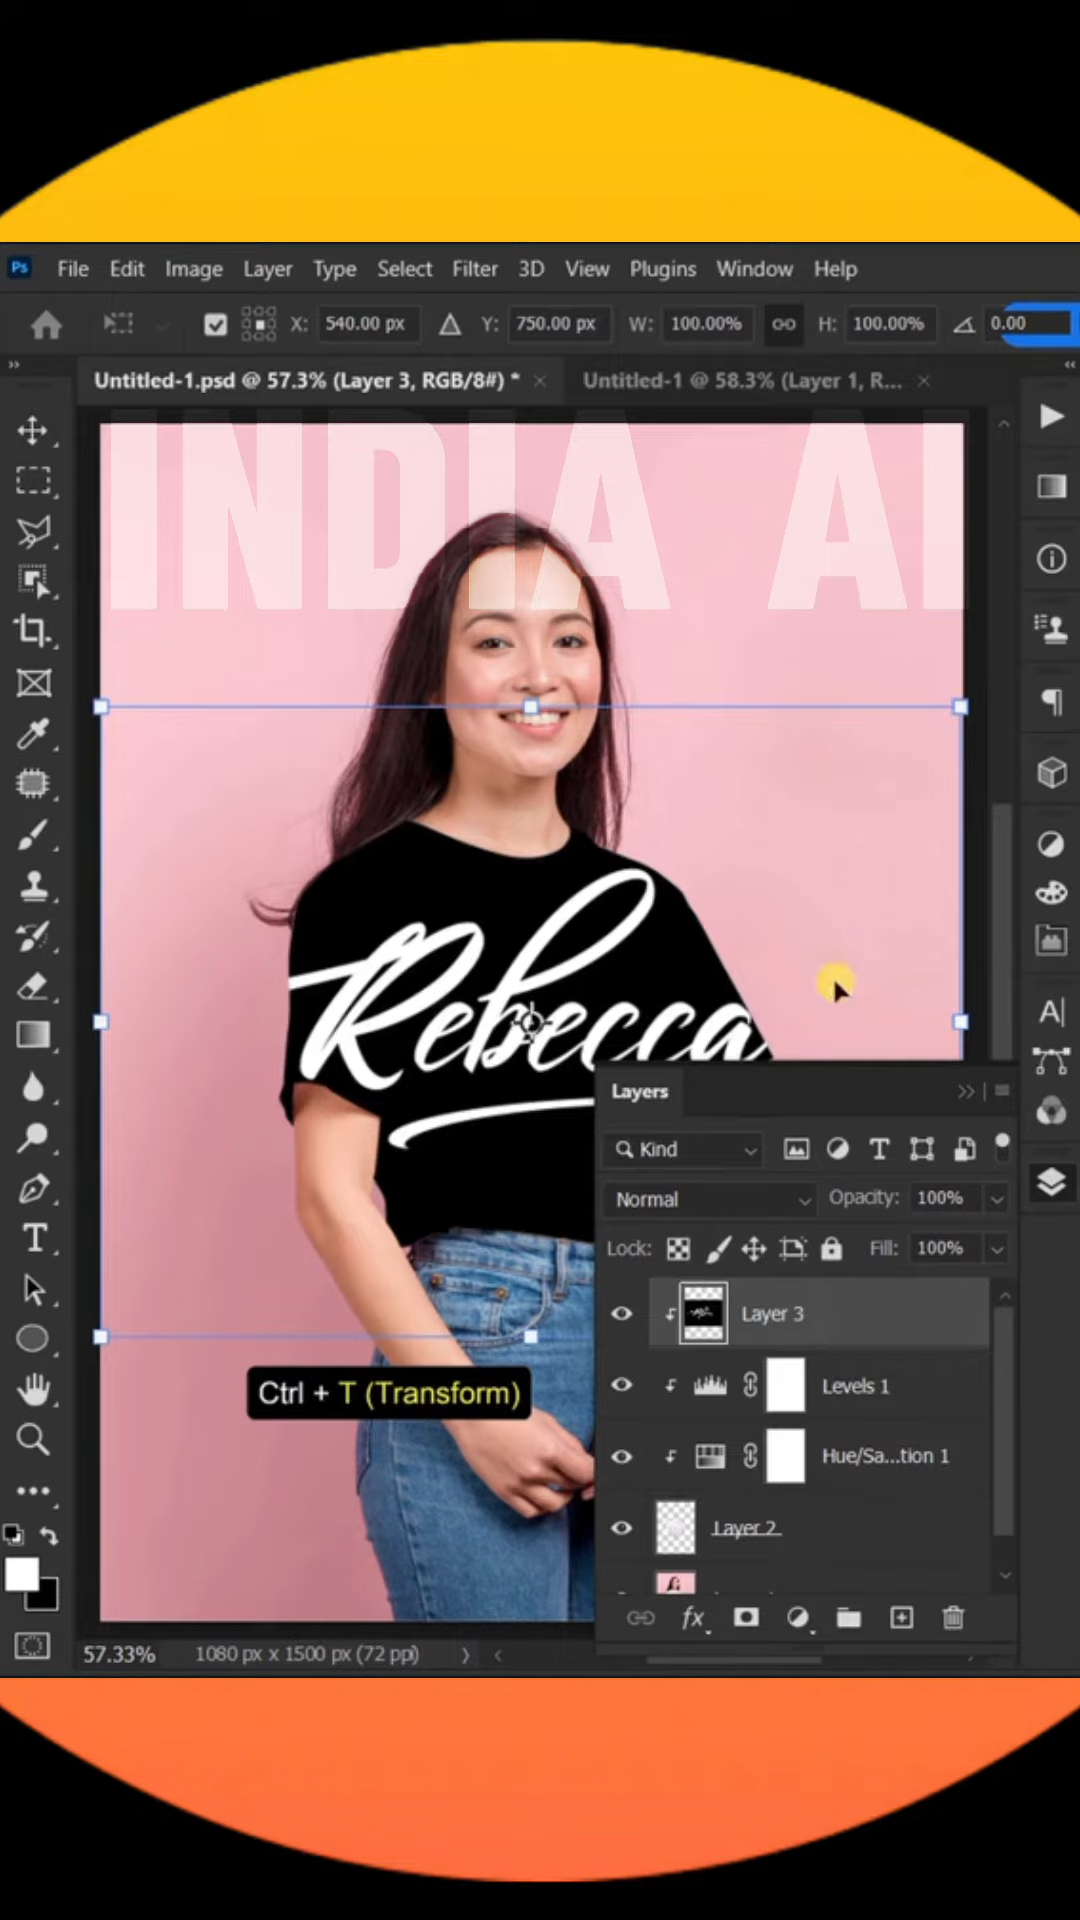 Ps File Edit Image Layer Type Select Filter 3D View Plugins Window Help
X: 540.00 px Y: 750.00 px W: 100.00% H: 100.00% 0.00
Untitled-1.psd @ 57.3% (Layer 3, RGB/8#) * × Untitled-1 @ 58.3% (Layer 1, R... ×
INDIA AI
Rebecca
Layers
Kind
Normal Opacity: 100%
Lock: Fill: 100%
Layer 3
Levels 1
Hue/Sa...tion 1
Layer 2
fx
Ctrl + T (Transform)
57.33% 1080 px x 1500 px (72 ppi)